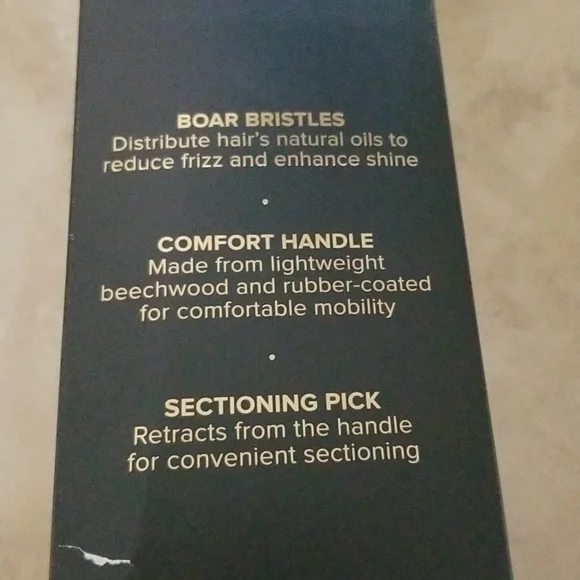 BOAR BRISTLES
Distribute hair's natural oils to
reduce frizz and enhance shine
•
COMFORT HANDLE
Made from lightweight
beechwood and rubber-coated
for comfortable mobility
•
SECTIONING PICK
Retracts from the handle
for convenient sectioning